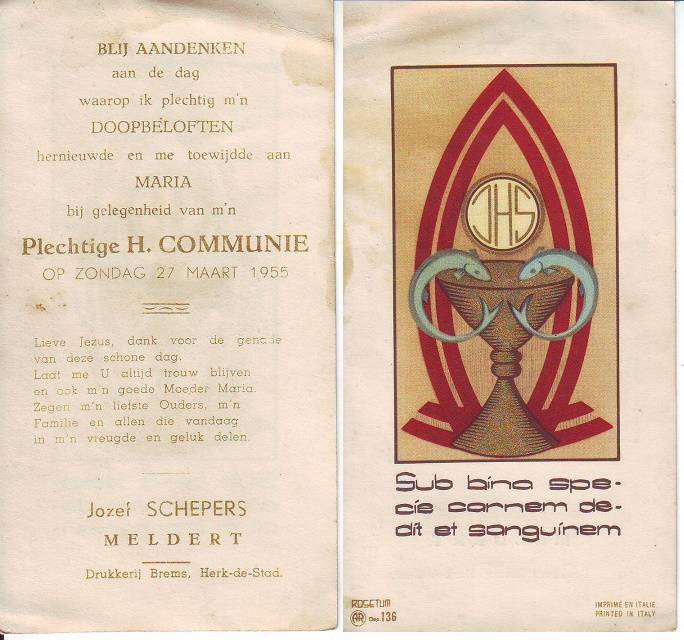 BLIJ AANDENKEN
aan de dag
waarop ik plechtig m'n
DOOPBELOFTEN
hernieuwde en me toewijdde aan
MARIA
bij gelegenheid van m'n
Plechtige H. COMMUNIE
OP ZONDAG 27 MAART 1955
Lieve Jezus, dank voor de genade
van deze schone dag.
Laat me U altijd trouw blijven
en ook m'n goede Moeder Maria.
Zegen m'n liefste Ouders, m'n
Familie en allen die vandaag
in m'n vreugde en geluk delen.
Jozef SCHEPERS
MELDERT
Drukkerij Brems, Herk-de-Stad.
JHS
Sub bina spe-
cie carnem de-
dit et sanguinem
ROSETUM
AR Dep. 136
IMPRIMÉ EN ITALIE
PRINTED IN ITALY